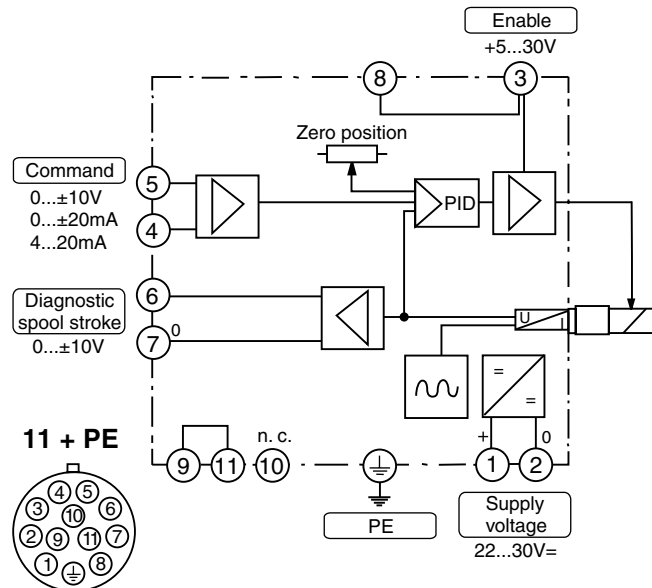 Enable
+5...30V
8
3
Zero position
Command
5
0...±10V
0...±20mA
4
4...20mA
PID
6
Diagnostic
spool stroke
7
0
0...±10V
U
L
=
=
11 + PE
n. c.
+
0
9
11
10
1
2
PE
Supply
voltage
22...30V=
4
5
3
6
10
2
9
11
7
1
8